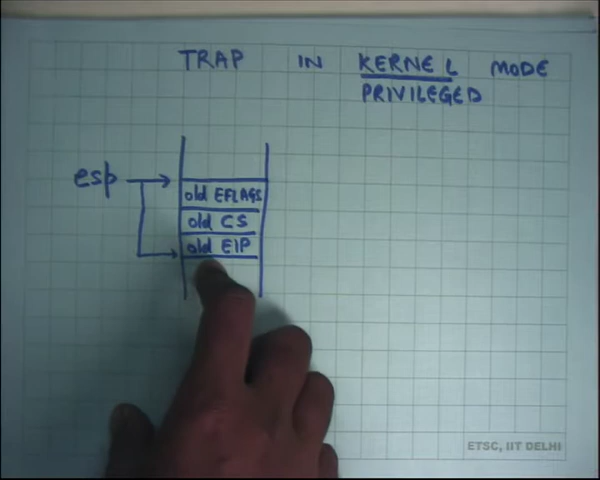 TRAP IN KERNEL MODE
PRIVILEGED
esp
old EFLAGS
old CS
old EIP
ETSC, IIT DELHI